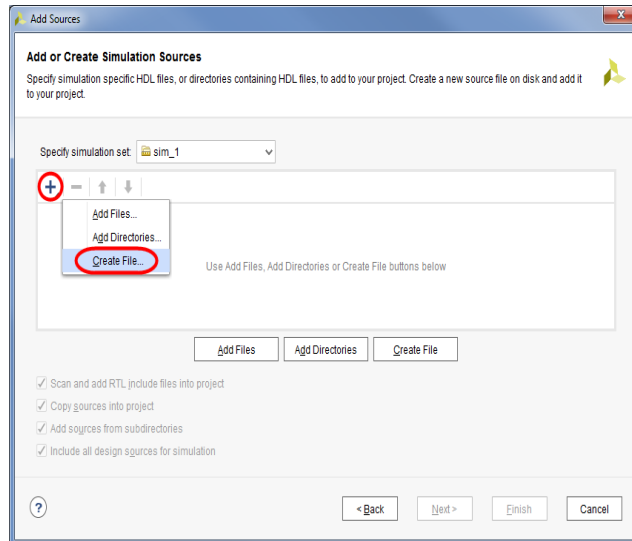 Add Sources
Add or Create Simulation Sources
Specify simulation specific HDL files, or directories containing HDL files, to add to your project. Create a new source file on disk and add it
to your project.
Specify simulation set: sim_1
Add Files...
Add Directories...
Create File...
Use Add Files, Add Directories or Create File buttons below
Add Files Add Directories Create File
Scan and add RTL include files into project
Copy sources into project
Add sources from subdirectories
Include all design sources for simulation
? < Back Next > Finish Cancel